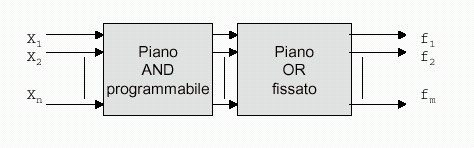 X1
X2
Xn
Piano
AND
programmabile
Piano
OR
fissato
f1
f2
fm